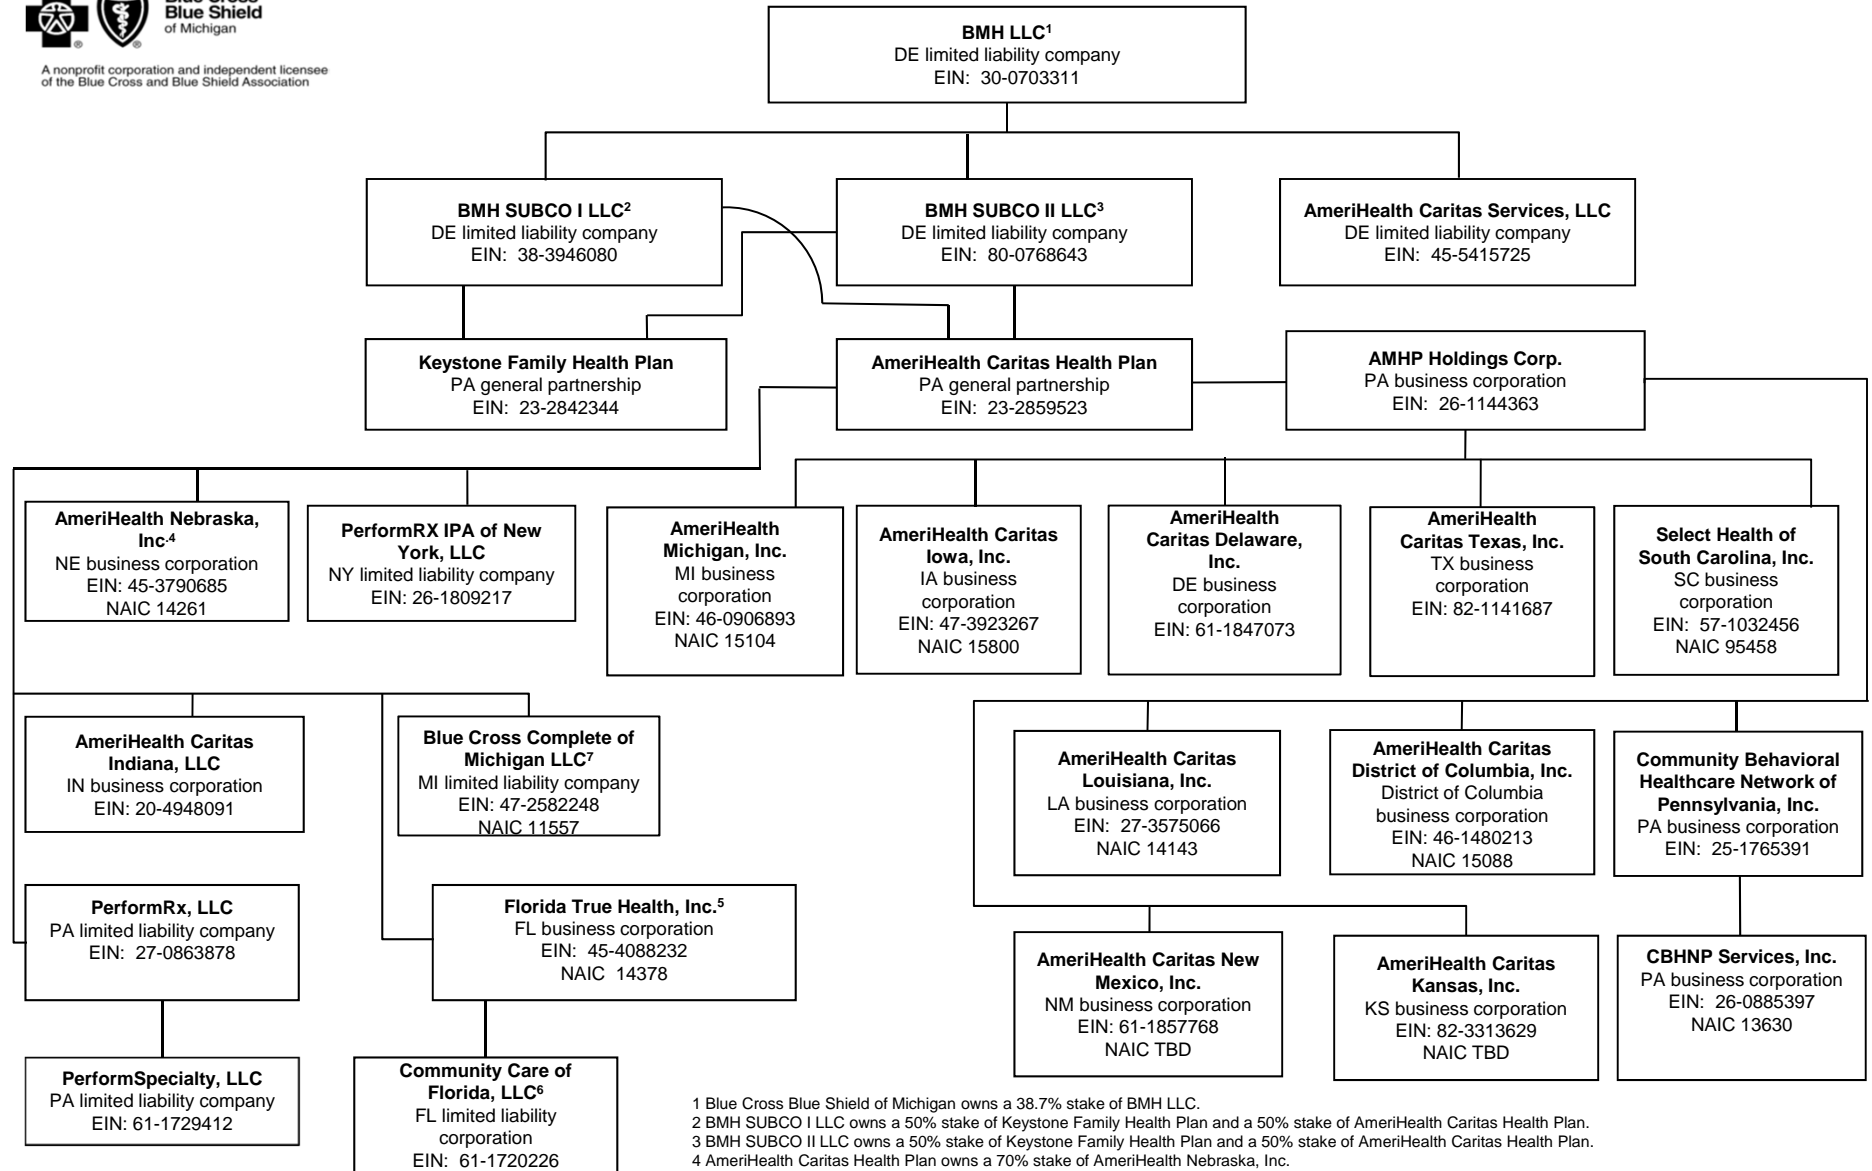 Blue Shield
of Michigan
A nonprofit corporation and independent licensee
of the Blue Cross and Blue Shield Association
BMH LLC1
DE limited liability company
EIN: 30-0703311
BMH SUBCO I LLC2
DE limited liability company
EIN: 38-3946080
BMH SUBCO II LLC3
DE limited liability company
EIN: 80-0768643
AmeriHealth Caritas Services, LLC
DE limited liability company
EIN: 45-5415725
Keystone Family Health Plan
PA general partnership
EIN: 23-2842344
AmeriHealth Caritas Health Plan
PA general partnership
EIN: 23-2859523
AMHP Holdings Corp.
PA business corporation
EIN: 26-1144363
AmeriHealth Nebraska,
Inc.4
NE business corporation
EIN: 45-3790685
NAIC 14261
PerformRX IPA of New
York, LLC
NY limited liability company
EIN: 26-1809217
AmeriHealth
Michigan, Inc.
MI business
corporation
EIN: 46-0906893
NAIC 15104
AmeriHealth Caritas
Iowa, Inc.
IA business
corporation
EIN: 47-3923267
NAIC 15800
AmeriHealth
Caritas Delaware,
Inc.
DE business
corporation
EIN: 61-1847073
AmeriHealth
Caritas Texas, Inc.
TX business
corporation
EIN: 82-1141687
Select Health of
South Carolina, Inc.
SC business
corporation
EIN: 57-1032456
NAIC 95458
AmeriHealth Caritas
Indiana, LLC
IN business corporation
EIN: 20-4948091
Blue Cross Complete of
Michigan LLC7
MI limited liability company
EIN: 47-2582248
NAIC 11557
AmeriHealth Caritas
Louisiana, Inc.
LA business corporation
EIN: 27-3575066
NAIC 14143
AmeriHealth Caritas
District of Columbia, Inc.
District of Columbia
business corporation
EIN: 46-1480213
NAIC 15088
Community Behavioral
Healthcare Network of
Pennsylvania, Inc.
PA business corporation
EIN: 25-1765391
PerformRx, LLC
PA limited liability company
EIN: 27-0863878
Florida True Health, Inc.5
FL business corporation
EIN: 45-4088232
NAIC 14378
AmeriHealth Caritas New
Mexico, Inc.
NM business corporation
EIN: 61-1857768
NAIC TBD
AmeriHealth Caritas
Kansas, Inc.
KS business corporation
EIN: 82-3313629
NAIC TBD
CBHNP Services, Inc.
PA business corporation
EIN: 26-0885397
NAIC 13630
PerformSpecialty, LLC
PA limited liability company
EIN: 61-1729412
Community Care of
Florida, LLC6
FL limited liability
corporation
EIN: 61-1720226
1 Blue Cross Blue Shield of Michigan owns a 38.7% stake of BMH LLC.
2 BMH SUBCO I LLC owns a 50% stake of Keystone Family Health Plan and a 50% stake of AmeriHealth Caritas Health Plan.
3 BMH SUBCO II LLC owns a 50% stake of Keystone Family Health Plan and a 50% stake of AmeriHealth Caritas Health Plan.
4 AmeriHealth Caritas Health Plan owns a 70% stake of AmeriHealth Nebraska, Inc.